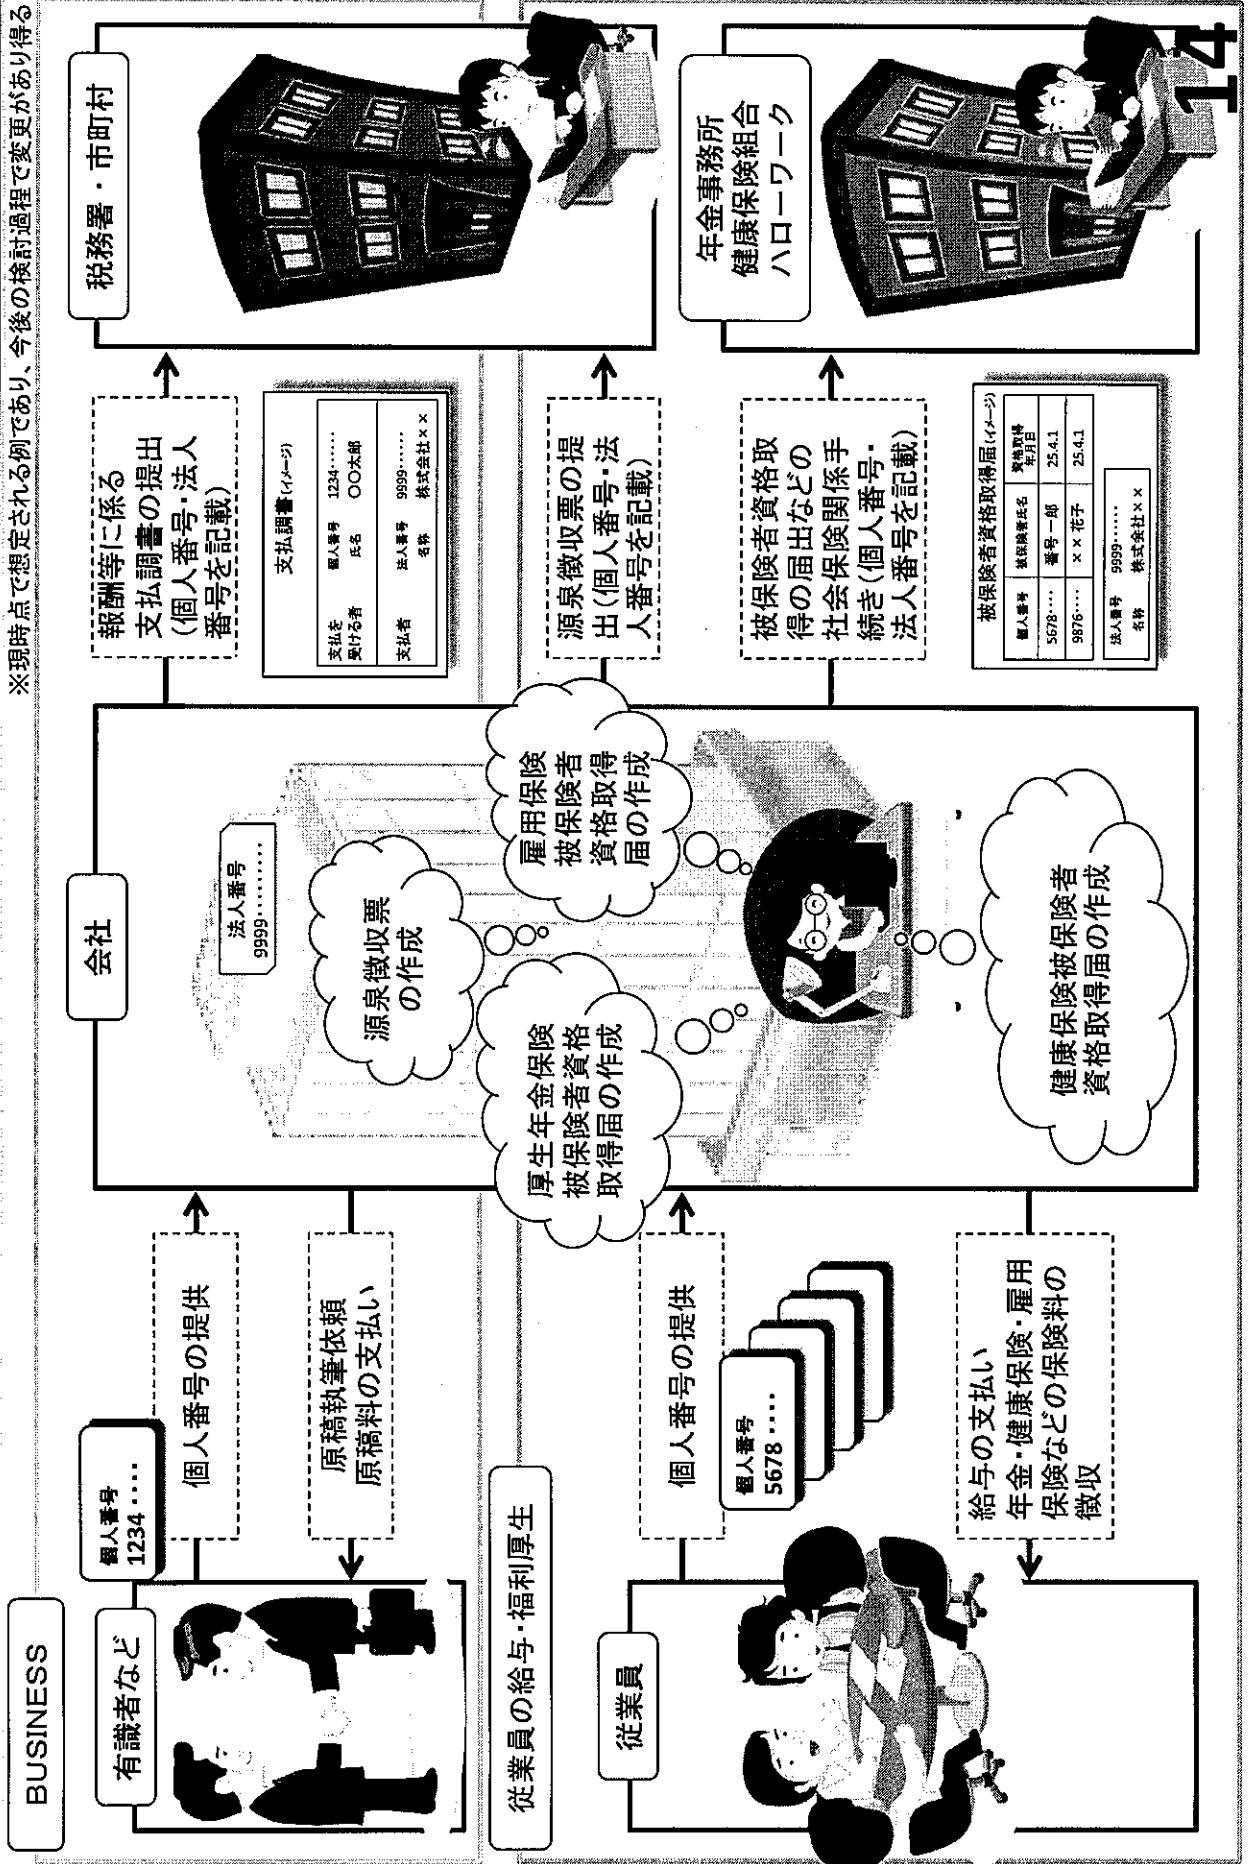 ※現時点で想定される例であり、今後の検討過程で変更があり得る
BUSINESS
有識者など
個人番号
1234‥‥
個人番号の提供
原稿執筆依頼
原稿料の支払い
会社
法人番号
9999‥‥‥‥‥
源泉徴収票
の作成
雇用保険
被保険者
資格取得
届の作成
厚生年金保険
被保険者資格
取得届の作成
健康保険被保険者
資格取得届の作成
報酬等に係る
支払調書の提出
(個人番号・法人
番号を記載)
支払調書(イメージ)
支払を
受ける者
個人番号 1234‥‥‥
氏名 〇〇太郎
支払者
法人番号 9999‥‥‥
名称 株式会社××
税務署・市町村
従業員の給与・福利厚生
従業員
個人番号の提供
個人番号
5678‥‥
給与の支払い
年金・健康保険・雇用
保険などの保険料の
徴収
源泉徴収票の提
出(個人番号・法
人番号を記載)
被保険者資格取
得の届出などの
社会保険関係手
続き(個人番号・
法人番号を記載)
被保険者資格取得届(イメージ)
個人番号 被保険者氏名 資格取得
年月日
5678‥‥ 番号一郎 25.4.1
9876‥‥ ××花子 25.4.1
法人番号 9999‥‥‥
名称 株式会社××
年金事務所
健康保険組合
ハローワーク
14